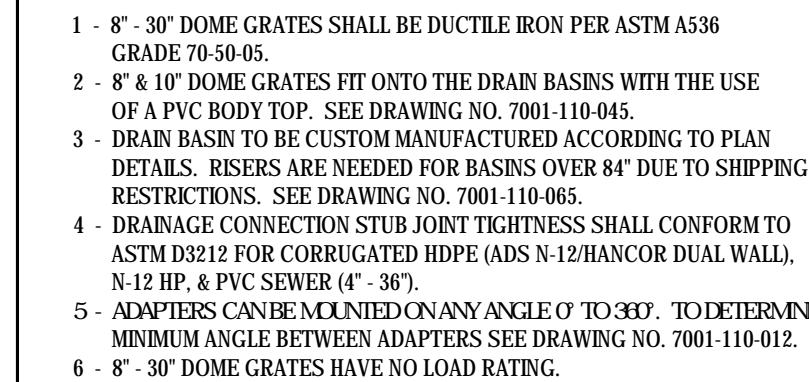 1 - 8" - 30" DOME GRATES SHALL BE DUCTILE IRON PER ASTM A536
GRADE 70-50-05.
2 - 8" & 10" DOME GRATES FIT ONTO THE DRAIN BASINS WITH THE USE
OF A PVC BODY TOP. SEE DRAWING NO. 7001-110-045.
3 - DRAIN BASIN TO BE CUSTOM MANUFACTURED ACCORDING TO PLAN
DETAILS. RISERS ARE NEEDED FOR BASINS OVER 84" DUE TO SHIPPING
RESTRICTIONS. SEE DRAWING NO. 7001-110-065.
4 - DRAINAGE CONNECTION STUB JOINT TIGHTNESS SHALL CONFORM TO
ASTM D3212 FOR CORRUGATED HDPE (ADS N-12/HANCOR DUAL WALL),
N-12 HP, & PVC SEWER (4" - 36").
5 - ADAPTERS CAN BE MOUNTED ON ANY ANGLE 0° TO 360°. TO DETERMIN
MINIMUM ANGLE BETWEEN ADAPTERS SEE DRAWING NO. 7001-110-012.
6 - 8" - 30" DOME GRATES HAVE NO LOAD RATING.